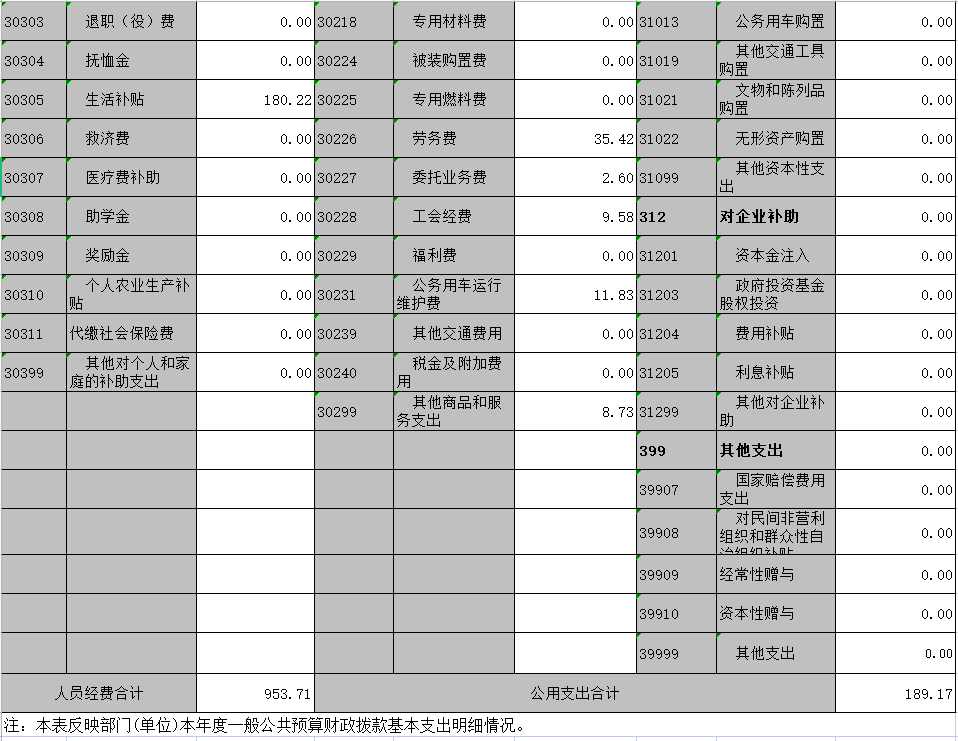 30303 退职（役）费 0.00 30218 专用材料费 0.00 31013 公务用车购置 0.00
30304 抚恤金 0.00 30224 被装购置费 0.00 31019 其他交通工具
购置 0.00
30305 生活补贴 180.22 30225 专用燃料费 0.00 31021 文物和陈列品
购置 0.00
30306 救济费 0.00 30226 劳务费 35.42 31022 无形资产购置 0.00
30307 医疗费补助 0.00 30227 委托业务费 2.60 31099 其他资本性支
出 0.00
30308 助学金 0.00 30228 工会经费 9.58 312 对企业补助 0.00
30309 奖励金 0.00 30229 福利费 0.00 31201 资本金注入 0.00
30310 个人农业生产补
贴 0.00 30231 公务用车运行
维护费 11.83 31203 政府投资基金
股权投资 0.00
30311 代缴社会保险费 0.00 30239 其他交通费用 0.00 31204 费用补贴 0.00
30399 其他对个人和家
庭的补助支出 0.00 30240 税金及附加费
用 0.00 31205 利息补贴 0.00
30299 其他商品和服
务支出 8.73 31299 其他对企业补
助 0.00
399 其他支出 0.00
39907 国家赔偿费用
支出 0.00
39908 对民间非营利
组织和群众性自
治组织补贴 0.00
39909 经常性赠与 0.00
39910 资本性赠与 0.00
39999 其他支出 0.00
人员经费合计 953.71 公用支出合计 189.17
注：本表反映部门(单位)本年度一般公共预算财政拨款基本支出明细情况。